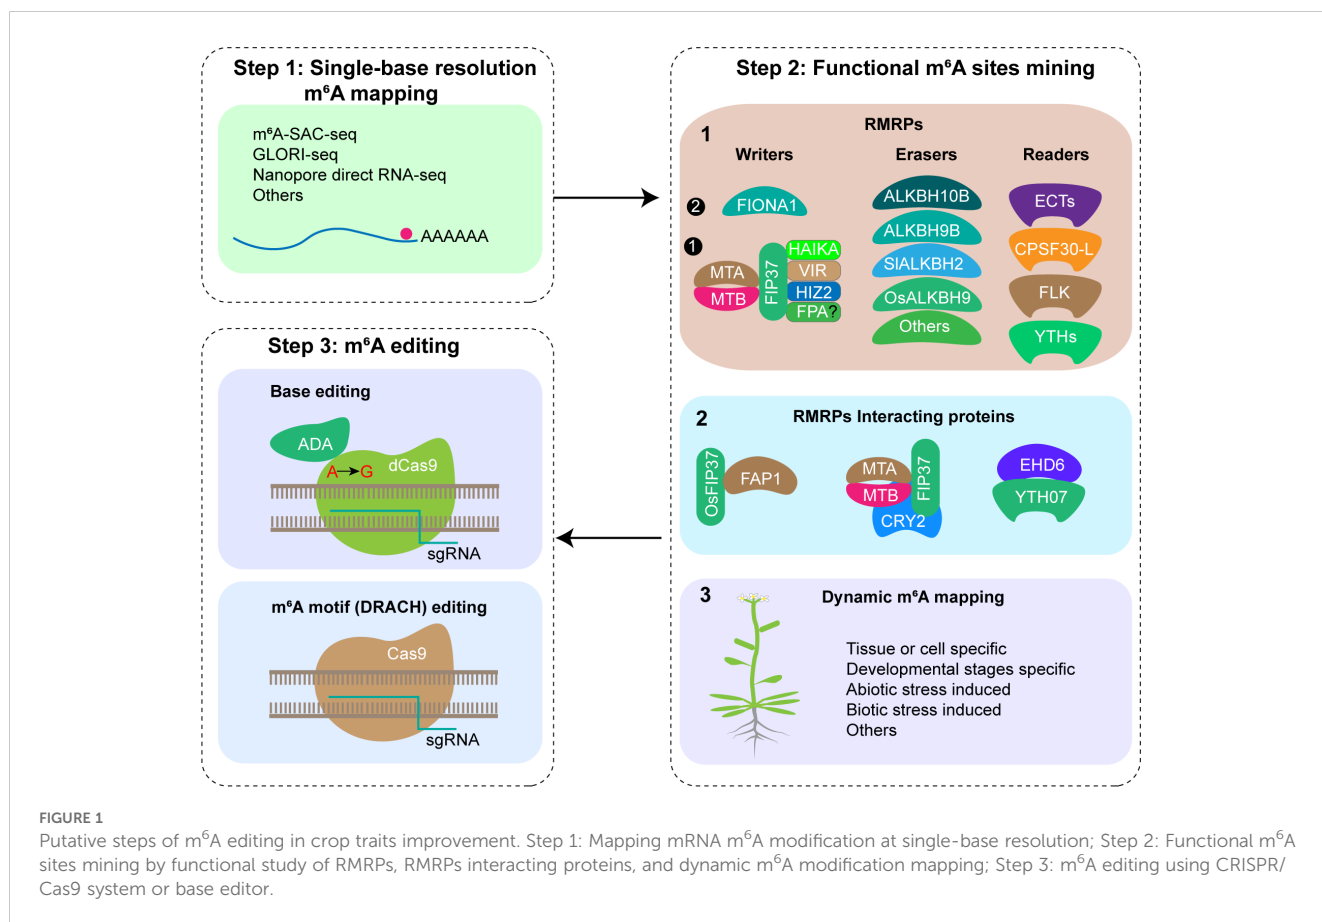 Step 1: Single-base resolution
m⁶A mapping
m⁶A-SAC-seq
GLORI-seq
Nanopore direct RNA-seq
Others
AAAAAA
Step 2: Functional m⁶A sites mining
1
RMRPs
Writers
Erasers
Readers
2
FIONA1
1
MTA
MTB
FIP37
HAIKA
VIR
HIZ2
FPA?
ALKBH10B
ALKBH9B
SlALKBH2
OsALKBH9
Others
ECTs
CPSF30-L
FLK
YTHs
2
RMRPs Interacting proteins
OsFIP37
FAP1
MTA
MTB
FIP37
CRY2
EHD6
YTH07
3
Dynamic m⁶A mapping
Tissue or cell specific
Developmental stages specific
Abiotic stress induced
Biotic stress induced
Others
Step 3: m⁶A editing
Base editing
ADA
A
G
dCas9
sgRNA
m⁶A motif (DRACH) editing
Cas9
sgRNA
FIGURE 1
Putative steps of m⁶A editing in crop traits improvement. Step 1: Mapping mRNA m⁶A modification at single-base resolution; Step 2: Functional m⁶A
sites mining by functional study of RMRPs, RMRPs interacting proteins, and dynamic m⁶A modification mapping; Step 3: m⁶A editing using CRISPR/
Cas9 system or base editor.